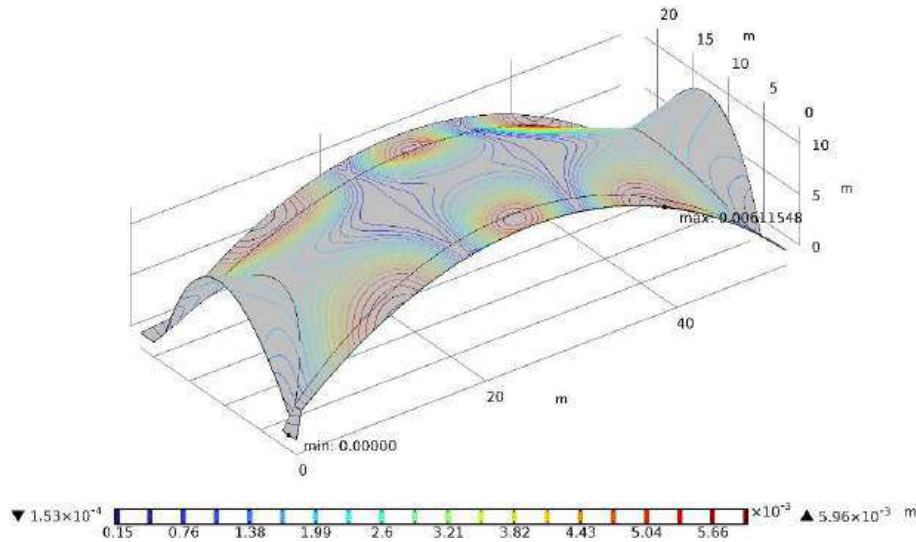 20
m
15
10
5
0
10
5
m
max: 0.00611548
0
40
20
m
min: 0.00000
0
▼ 1.53×10⁻⁴
×10⁻³
▲ 5.96×10⁻³ m
0.15 0.76 1.38 1.99 2.6 3.21 3.82 4.43 5.04 5.66